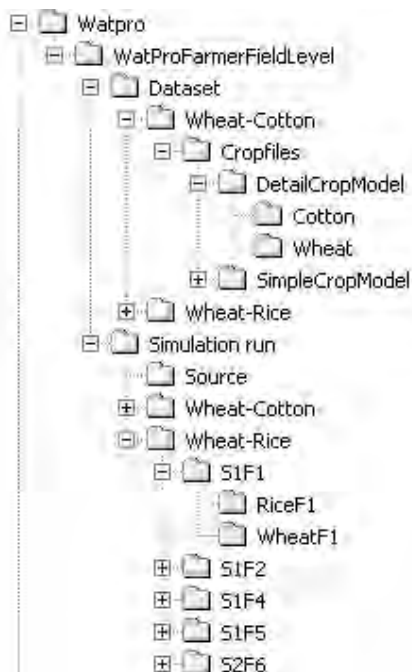 Watpro
WatProFarmerFieldLevel
Dataset
Wheat-Cotton
Cropfiles
DetailCropModel
Cotton
Wheat
SimpleCropModel
Wheat-Rice
Simulation run
Source
Wheat-Cotton
Wheat-Rice
S1F1
RiceF1
WheatF1
S1F2
S1F4
S1F5
S2F6